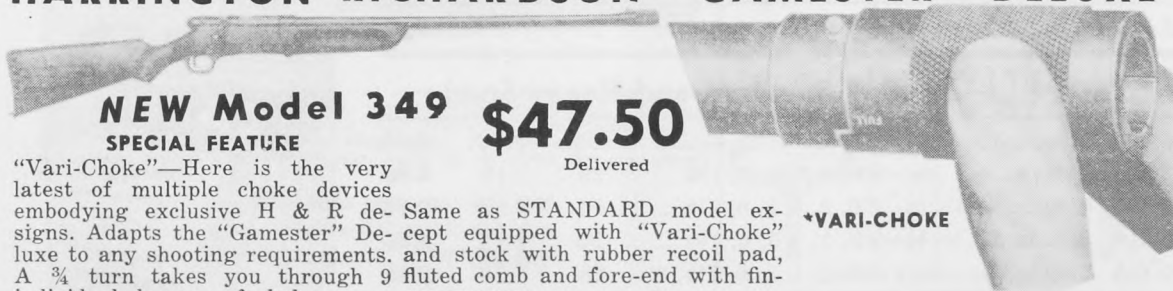 NEW Model 349
SPECIAL FEATURE
$47.50
Delivered
"Vari-Choke"—Here is the very
latest of multiple choke devices
embodying exclusive H & R de-
signs. Adapts the "Gamester" De-
luxe to any shooting requirements.
A ¾ turn takes you through 9
Same as STANDARD model ex-
cept equipped with "Vari-Choke"
and stock with rubber recoil pad,
fluted comb and fore-end with fin-
*VARI-CHOKE
FULL